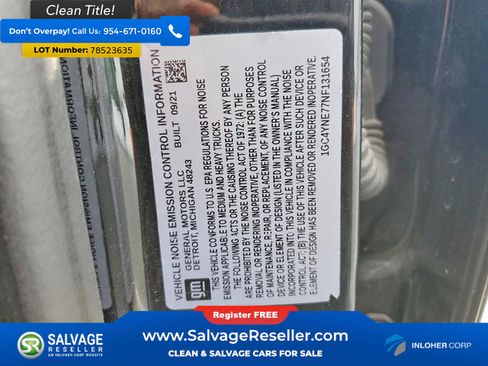 Clean Title!
Don't Overpay! Call Us: 954-671-0160
Lot Number: 78523635
VEHICLE NOISE EMISSION CONTROL INFORMATION
GENERAL MOTORS LLC BUILT 09/21
DETROIT, MICHIGAN 48243
gm
THIS VEHICLE CONFORMS TO U.S. EPA REGULATIONS FOR NOISE
EMISSION APPLICABLE TO MEDIUM AND HEAVY TRUCKS.
THE FOLLOWING ACTS OR THE CAUSING THEREOF BY ANY PERSON
ARE PROHIBITED BY THE NOISE CONTROL ACT OF 1972: (A) THE
REMOVAL OR RENDERING INOPERATIVE, OTHER THAN FOR PURPOSES
OF MAINTENANCE, REPAIR, OR REPLACEMENT, OF ANY NOISE CONTROL
DEVICE OR ELEMENT OF DESIGN (LISTED IN THE OWNER'S MANUAL)
INCORPORATED INTO THIS VEHICLE IN COMPLIANCE WITH THE NOISE
CONTROL ACT; (B) THE USE OF THIS VEHICLE AFTER SUCH DEVICE OR
ELEMENT OF DESIGN HAS BEEN REMOVED OR RENDERED INOPERATIVE.
1GC4YNE77NF131654
Register FREE
SALVAGE
RESELLER
AN INLOHER CORP WEBSITE
www.SalvageReseller.com
CLEAN & SALVAGE CARS FOR SALE
INLOHER CORP